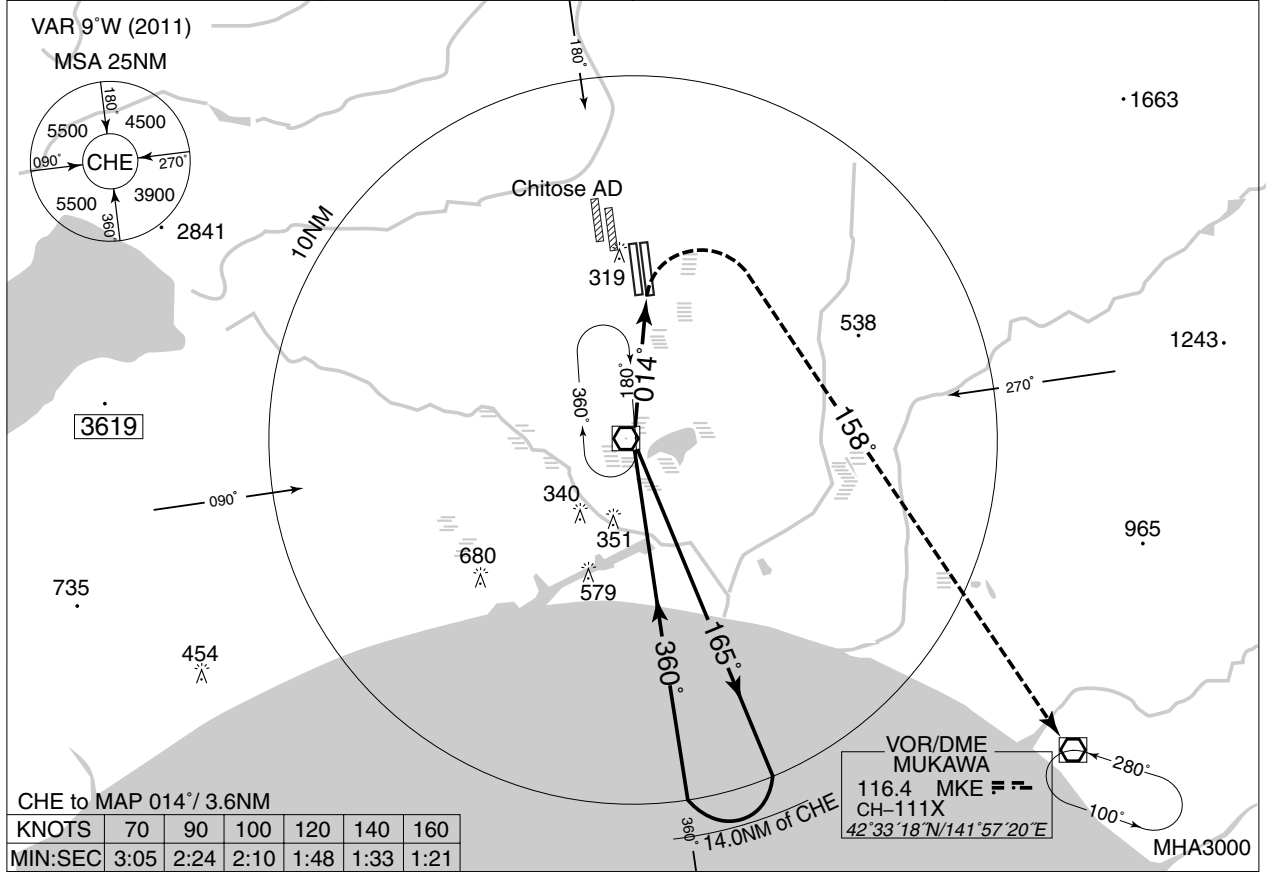 VAR 9°W (2011)
MSA 25NM
180°
5500
4500
090°
CHE
270°
5500
3900
360°
2841
180°
1663
10NM
Chitose AD
319
538
1243
3619
360°
180°
014°
270°
158°
090°
340
351
680
579
965
735
454
360°
165°
VOR/DME
MUKAWA
116.4 MKE
CH–111X
42°33´18˝N/141°57´20˝E
280°
100°
MHA3000
360°
14.0NM of CHE
CHE to MAP 014°/ 3.6NM
KNOTS 70 90 100 120 140 160
MIN:SEC 3:05 2:24 2:10 1:48 1:33 1:21